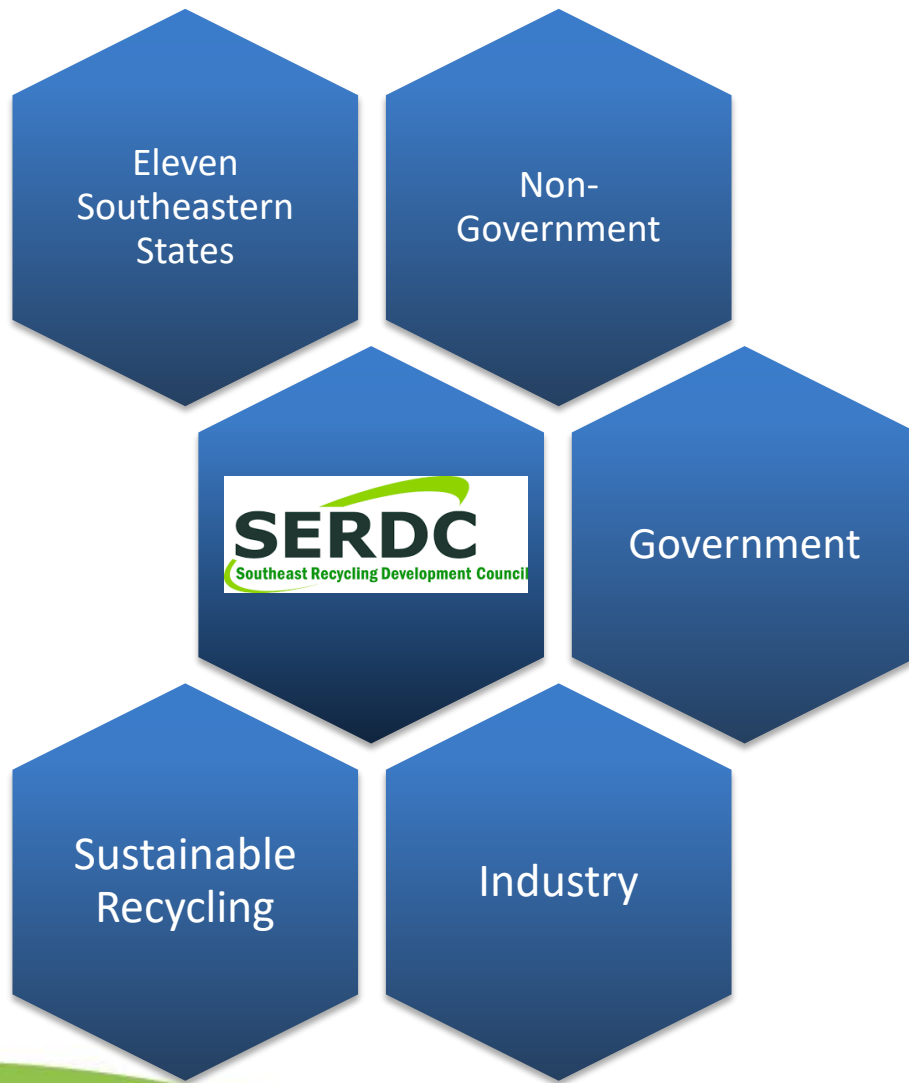 Eleven
Southeastern
States
Non-
Government
SERDC
Southeast Recycling Development Council
Government
Sustainable
Recycling
Industry